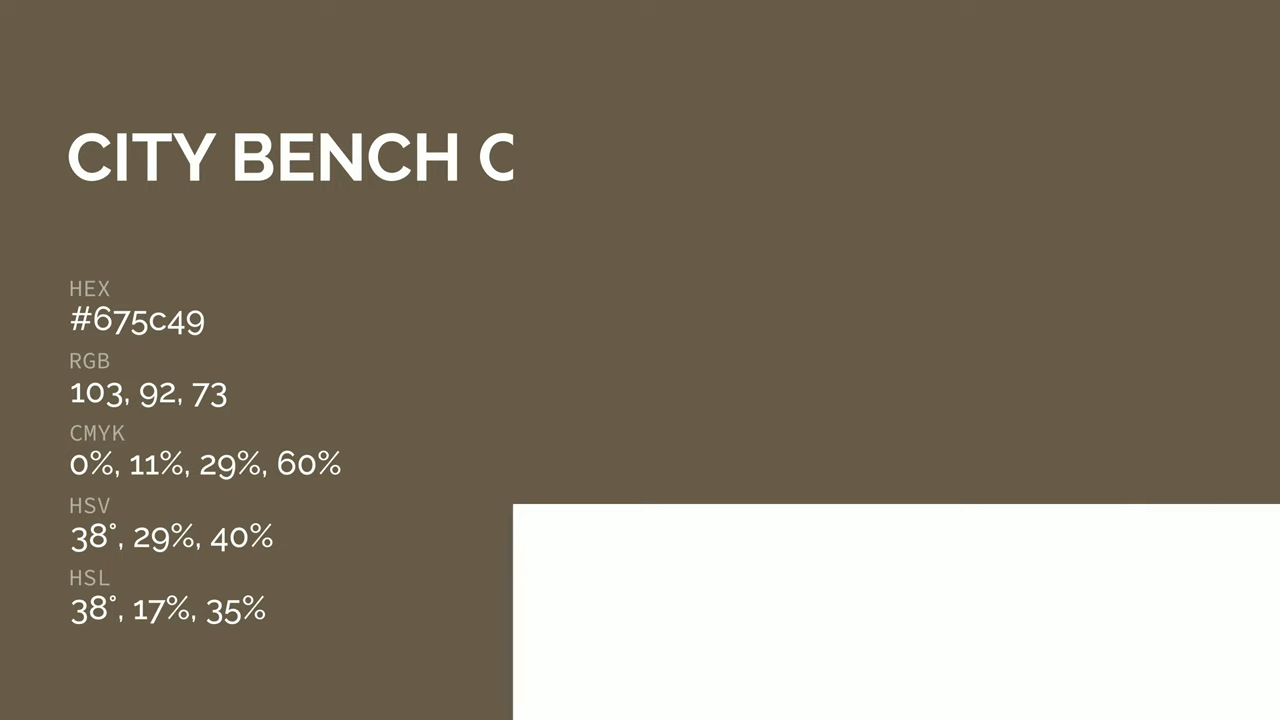 CITY BENCH C
HEX
#675c49
RGB
103, 92, 73
CMYK
0%, 11%, 29%, 60%
HSV
38°, 29%, 40%
HSL
38°, 17%, 35%